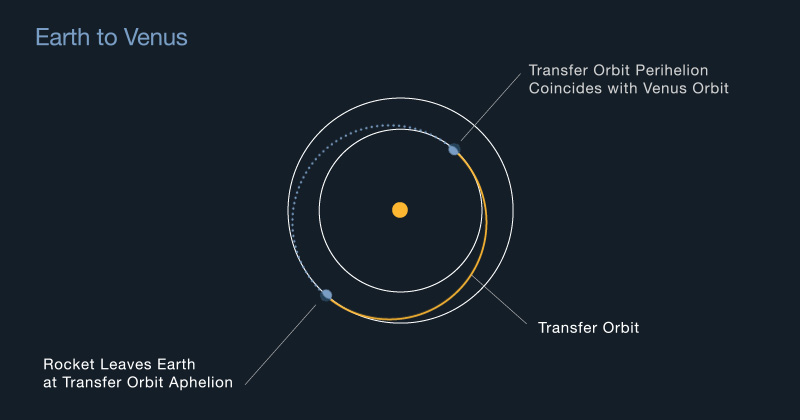 Earth to Venus
Transfer Orbit Perihelion
Coincides with Venus Orbit
Transfer Orbit
Rocket Leaves Earth
at Transfer Orbit Aphelion